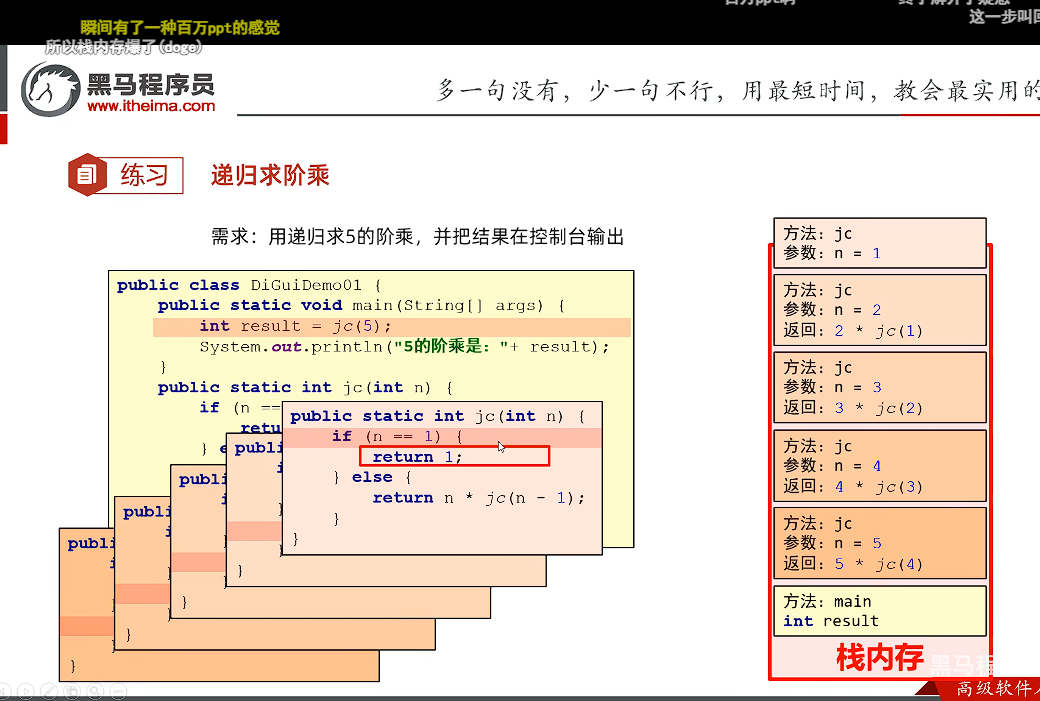 瞬间有了一种百万ppt的感觉
所以栈内存爆了(doge)
这一步叫回
黑马程序员
www.itheima.com
多一句没有，少一句不行，用最短时间，教会最实用的
练习
递归求阶乘
需求：用递归求5的阶乘，并把结果在控制台输出
public class DiGuiDemo01 {
public static void main(String[] args) {
int result = jc(5);
System.out.println("5的阶乘是："+ result);
}
public static int jc(int n) {
if (n ==
retu
} e
public static int jc(int n) {
if (n == 1) {
return 1;
} else {
return n * jc(n - 1);
}
}
publi
}
publi
}
publi
}
publi
}
方法：jc
参数：n = 1
方法：jc
参数：n = 2
返回：2 * jc(1)
方法：jc
参数：n = 3
返回：3 * jc(2)
方法：jc
参数：n = 4
返回：4 * jc(3)
方法：jc
参数：n = 5
返回：5 * jc(4)
方法：main
int result
栈内存
黑马程
高级软件人